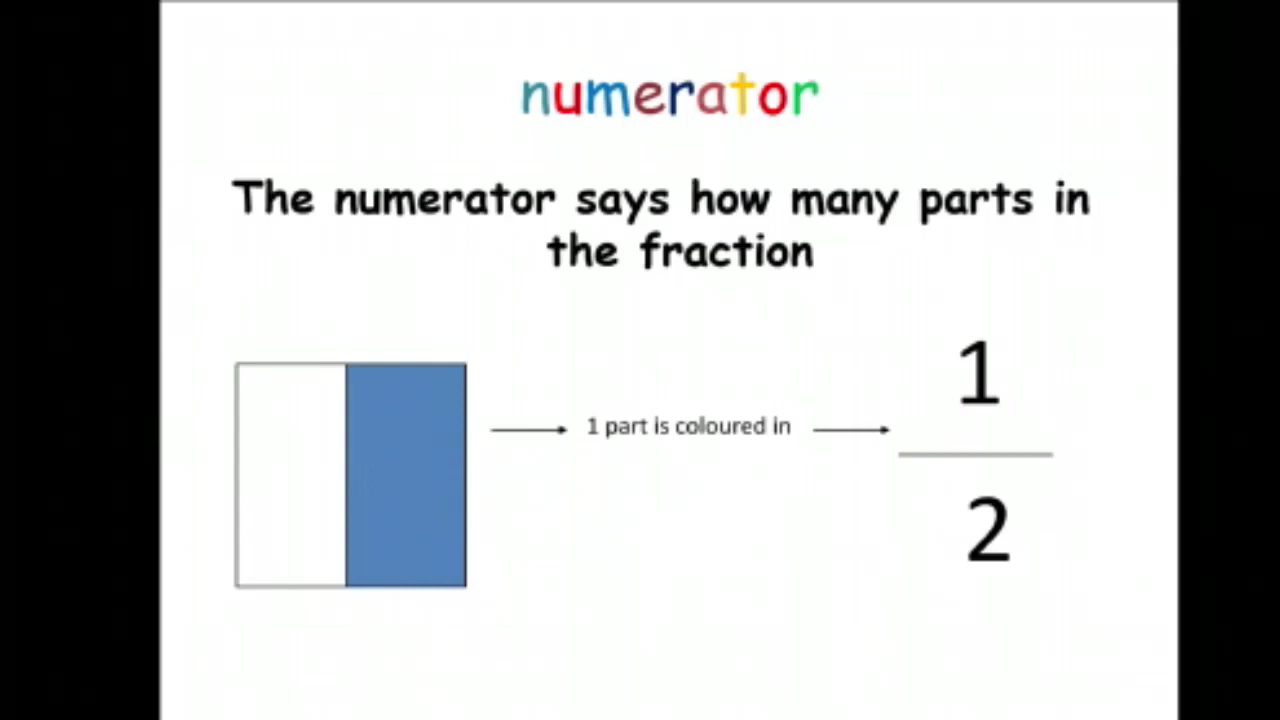 numerator
The numerator says how many parts in
the fraction
1 part is coloured in
1
2